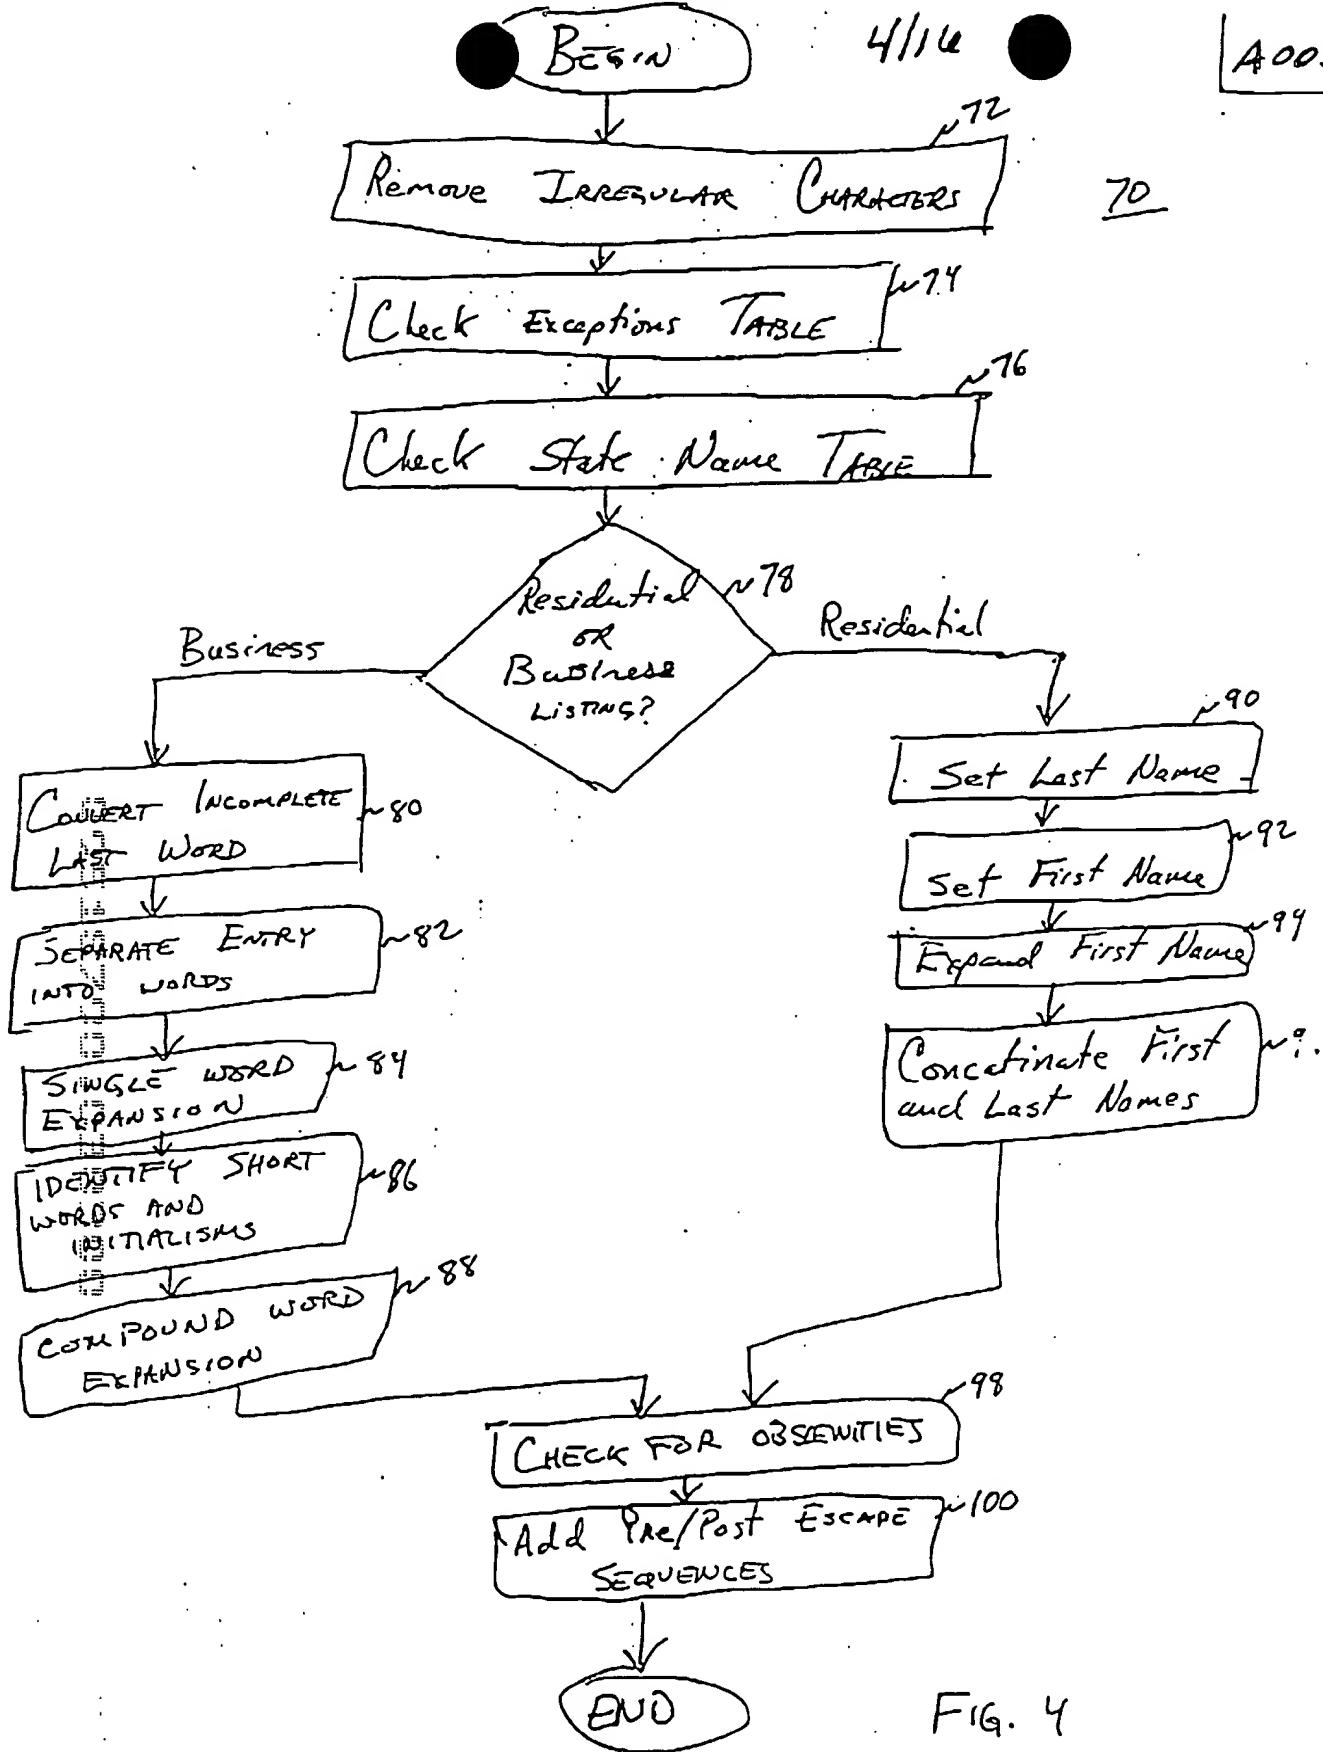 BEGIN
4/16
A00
72
Remove IRREGULAR CHARACTERS
70
74
Check Exceptions TABLE
76
Check State Name TABLE
78
Residential
OR
Business
LISTING?
Business
Residential
90
Set Last Name
CONVERT INCOMPLETE
LAST WORD
80
92
Set First Name
SEPARATE ENTRY
INTO WORDS
82
94
Expand First Name
SINGLE WORD
EXPANSION
84
Concatinate First
and Last Names
9
IDENTIFY SHORT
WORDS AND
INITIALISMS
86
COMPOUND WORD
EXPANSION
88
98
CHECK FOR OBSCENITIES
100
Add Pre/Post ESCAPE
SEQUENCES
END
FIG. 4